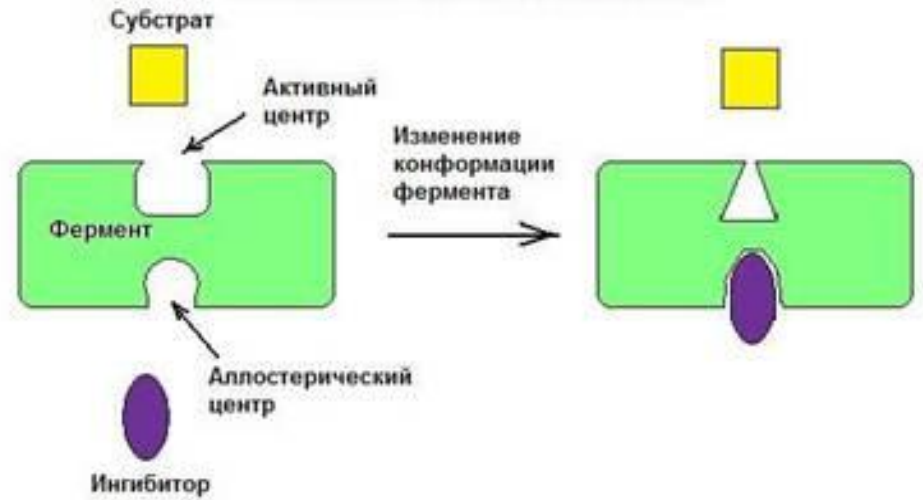 Субстрат
Активный
центр
Изменение
конформации
фермента
Фермент
Аллостерический
центр
Ингибитор